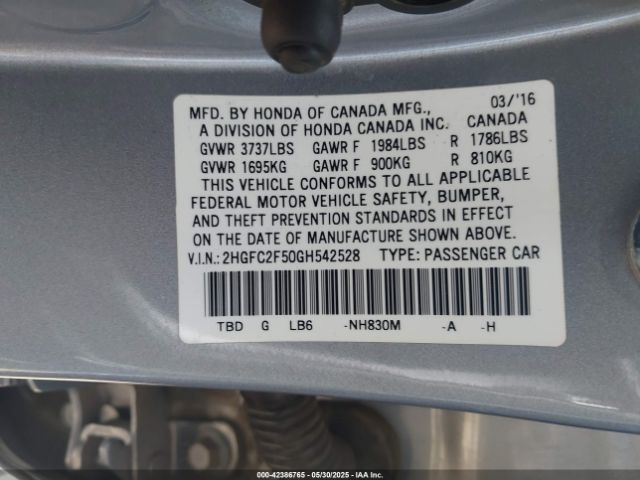 MFD. BY HONDA OF CANADA MFG., 03/'16
A DIVISION OF HONDA CANADA INC. CANADA
GVWR 3737LBS GAWR F 1984LBS R 1786LBS
GVWR 1695KG GAWR F 900KG R 810KG
THIS VEHICLE CONFORMS TO ALL APPLICABLE
FEDERAL MOTOR VEHICLE SAFETY, BUMPER,
AND THEFT PREVENTION STANDARDS IN EFFECT
ON THE DATE OF MANUFACTURE SHOWN ABOVE.
V.I.N.: 2HGFC2F50GH542528 TYPE: PASSENGER CAR
TBD G LB6 -NH830M -A -H
000-42386765 — 05/30/2025 — IAA Inc.